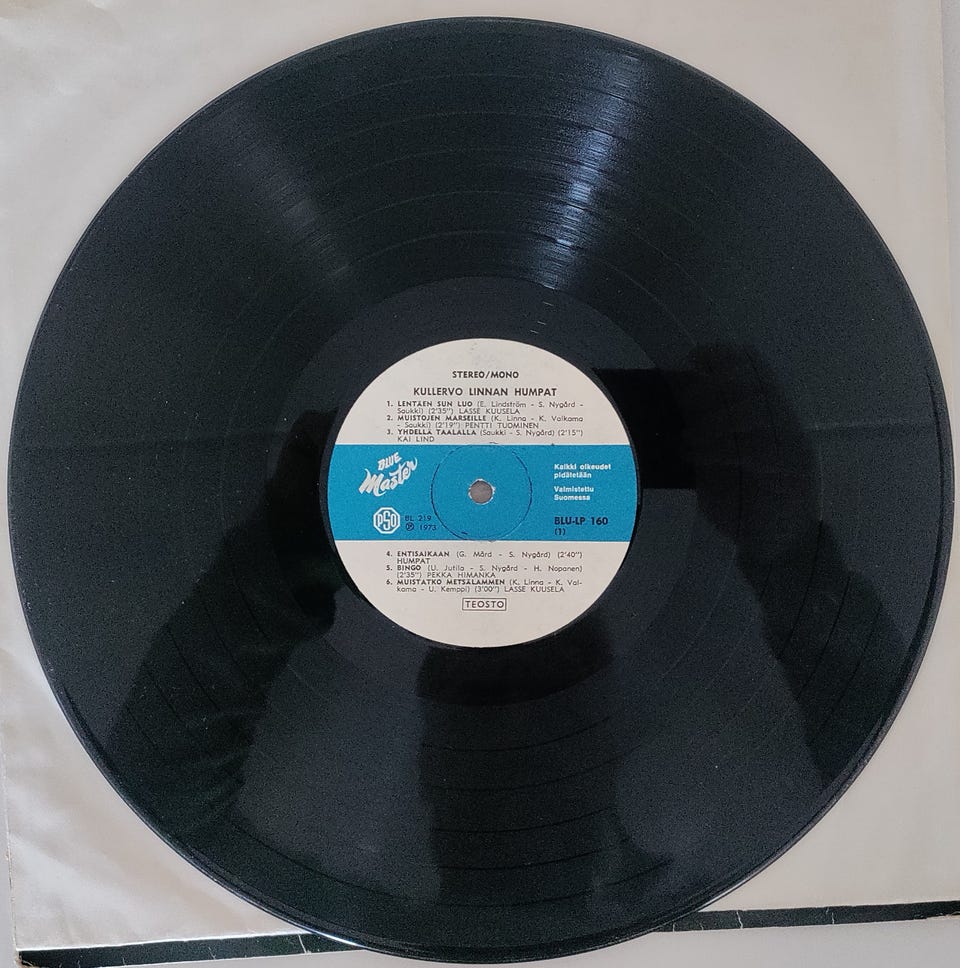 STEREO/MONO
KULLERVO LINNAN HUMPAT
1. LENTÄEN SUN LUO (E. Lindström - S. Nygård -
Saukki) (2'35") LASSE KUUSELA
2. MUISTOJEN MARSEILLE (K. Linna - K. Valkama
- Saukki) (2'19") PENTTI TUOMINEN
3. YHDELLÄ TAALALLA (Saukki - S. Nygård) (2'15")
KAI LIND
BLUE
Master
Kaikki oikeudet
pidätetään
Valmistettu
Suomessa
PSO
BL 219
Ⓟ 1973
BLU-LP 160
(1)
4. ENTISAIKAAN (G. Mård - S. Nygård) (2'40")
HUMPAT
5. BINGO (U. Jutila - S. Nygård - H. Nopanen)
(2'35") PEKKA HIMANKA
6. MUISTATKO METSÄLAMMEN (K. Linna - K. Val-
kama - U. Kemppi) (3'00") LASSE KUUSELA
TEOSTO